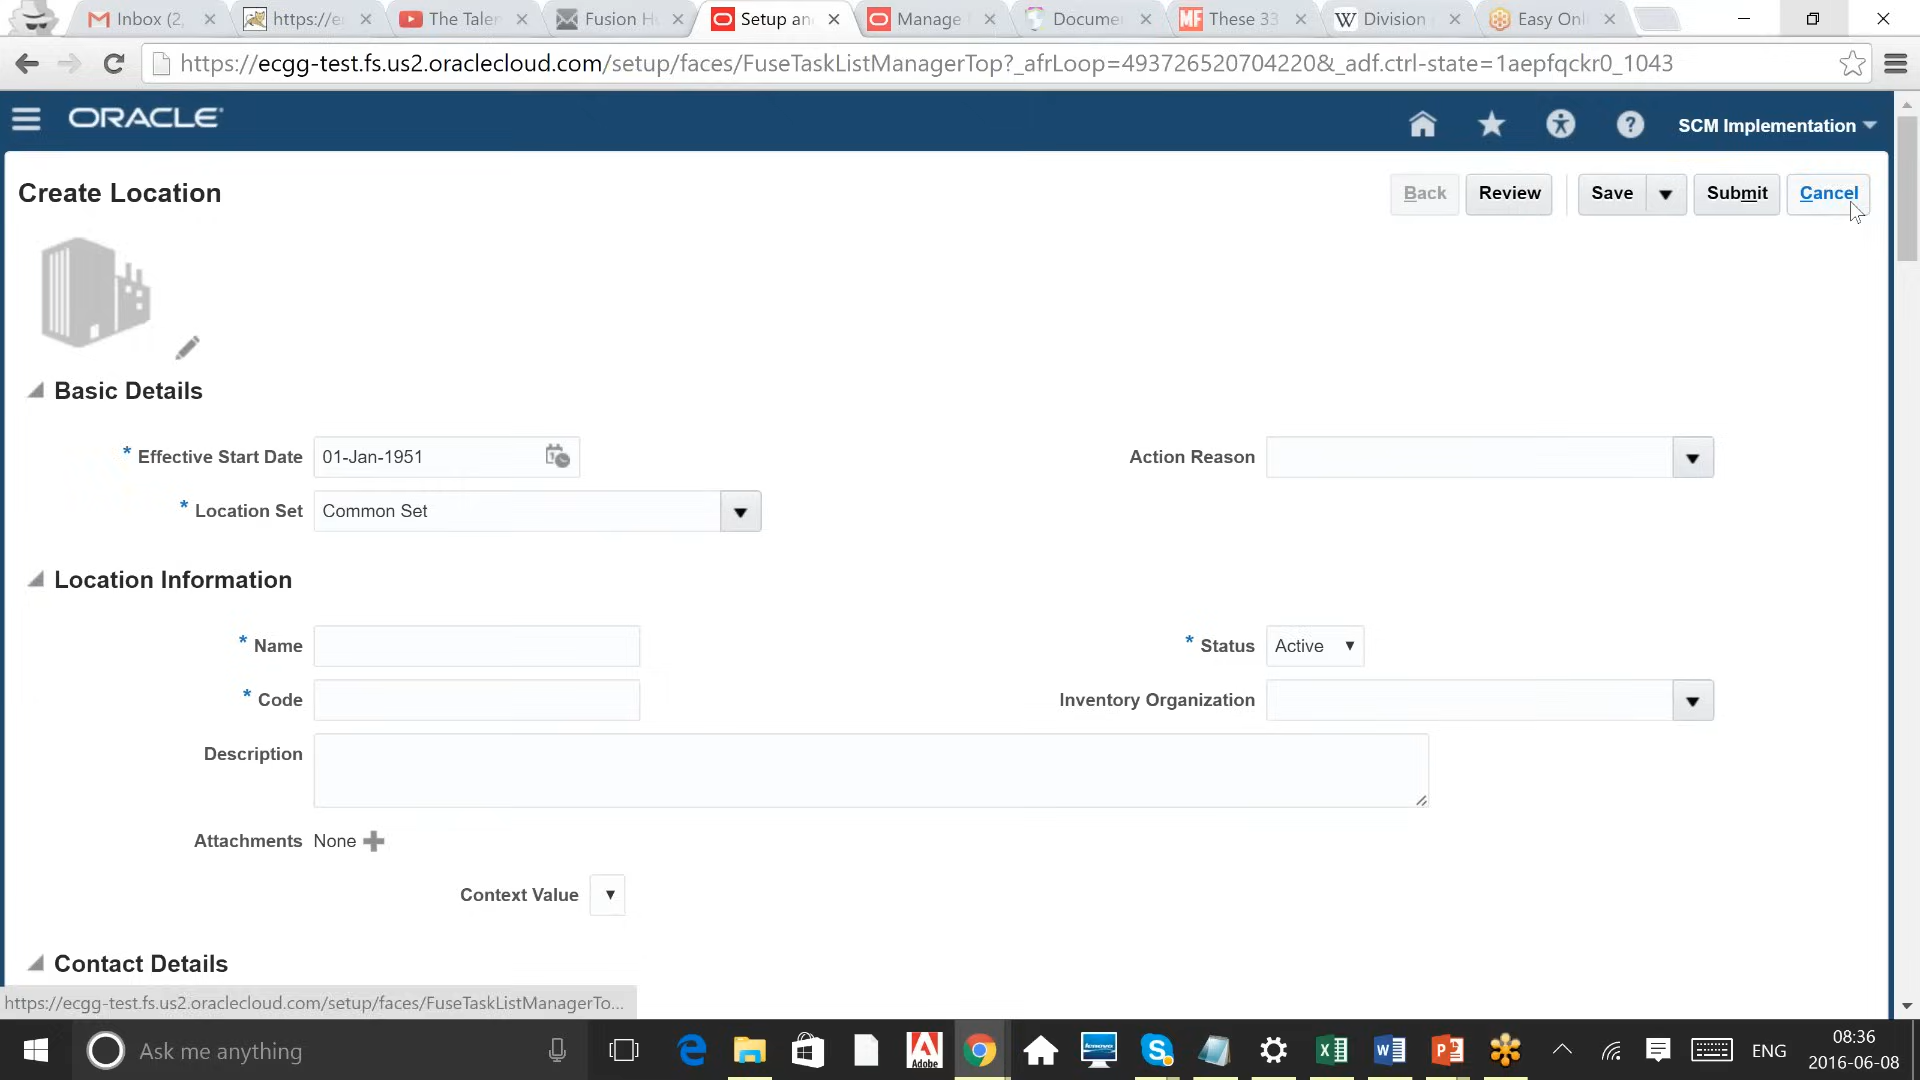 Inbox (2,
https://e
The Taler
Fusion H
Setup an
Manage
Docume
These 33
Division
Easy Onl
https://ecgg-test.fs.us2.oraclecloud.com/setup/faces/FuseTaskListManagerTop?_afrLoop=493726520704220&_adf.ctrl-state=1aepfqckr0_1043
ORACLE
SCM Implementation
Create Location
Back
Review
Save
Submit
Cancel
Basic Details
* Effective Start Date 01-Jan-1951
Action Reason
* Location Set Common Set
Location Information
* Name
* Status Active
* Code
Inventory Organization
Description
Attachments None
Context Value
Contact Details
https://ecgg-test.fs.us2.oraclecloud.com/setup/faces/FuseTaskListManagerTo...
Ask me anything
Adobe
ENG
08:36
2016-06-08